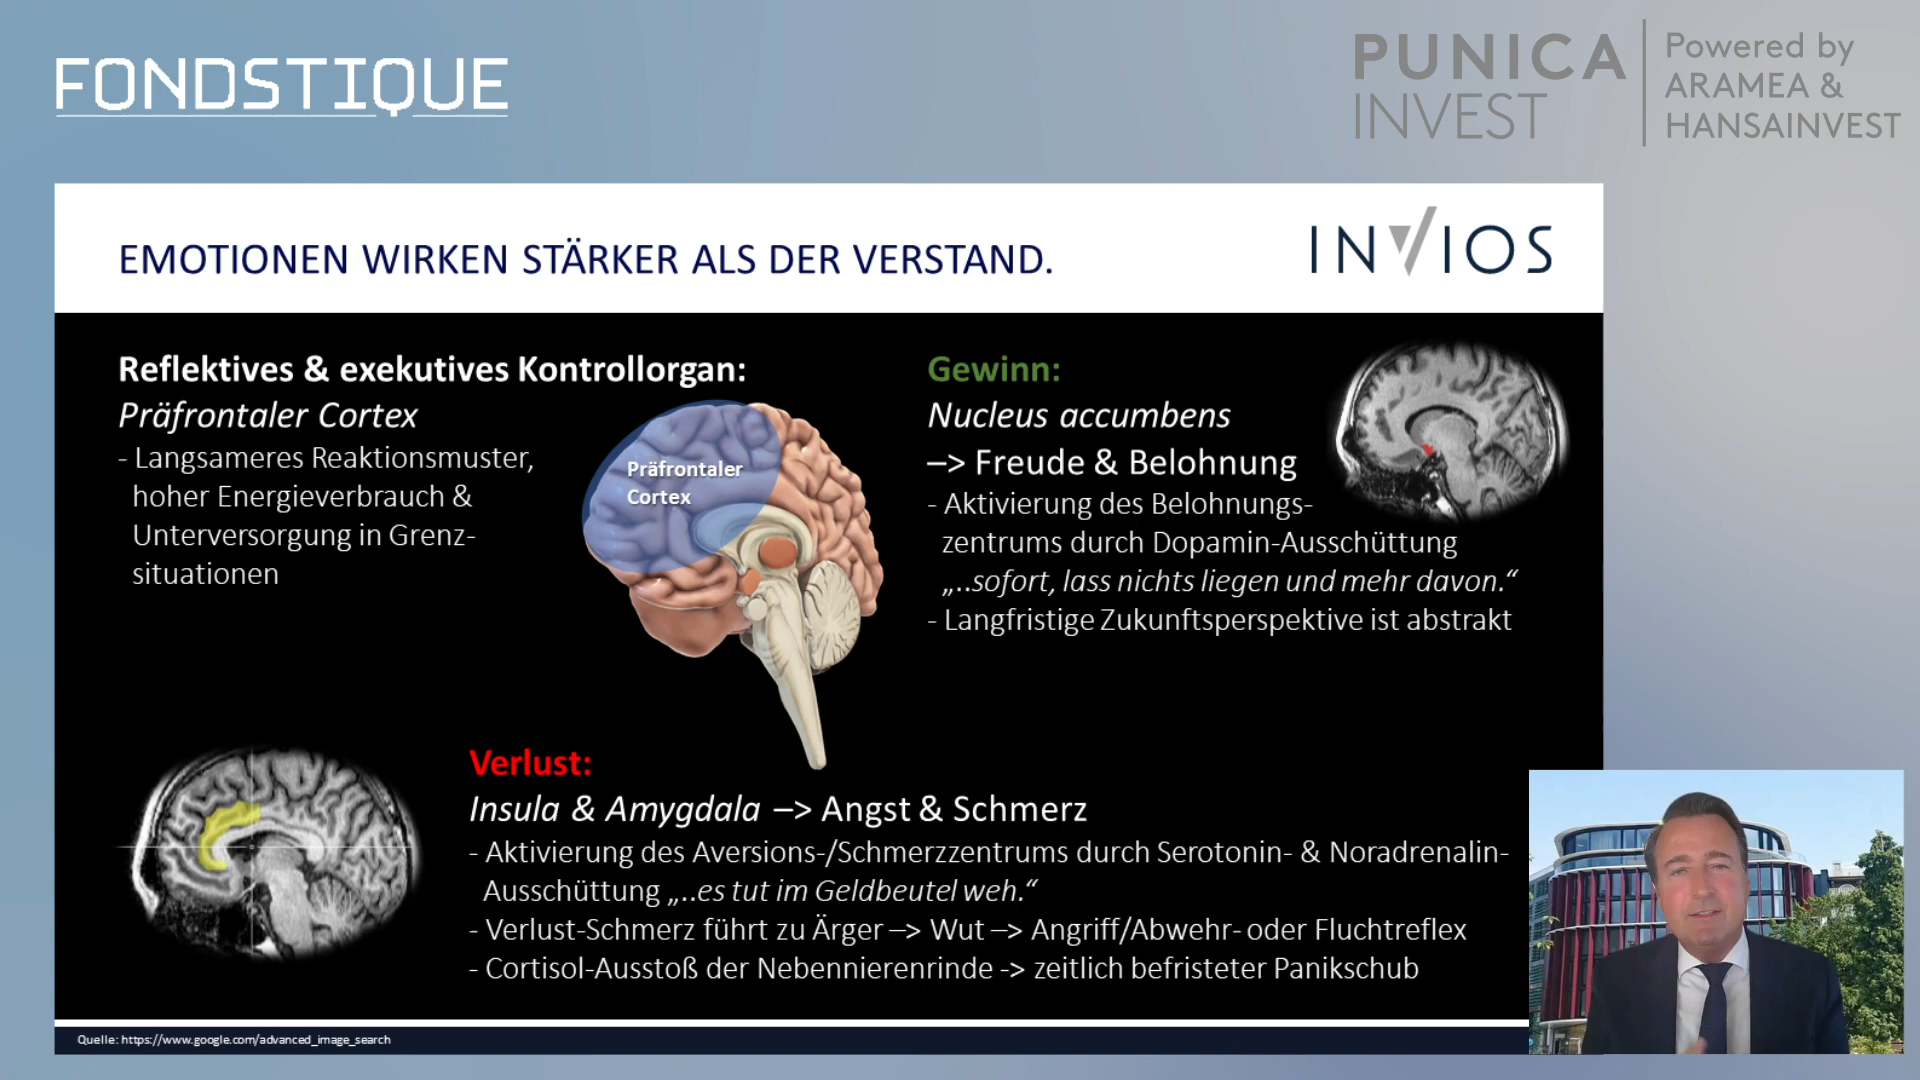 FONDSTIQUE
PUNICA
INVEST
Powered by
ARAMEA &
HANSAINVEST
EMOTIONEN WIRKEN STÄRKER ALS DER VERSTAND.
INVIOS
Reflektives & exekutives Kontrollorgan:
Präfrontaler Cortex
- Langsameres Reaktionsmuster,
hoher Energieverbrauch &
Unterversorgung in Grenz-
situationen
Präfrontaler
Cortex
Gewinn:
Nucleus accumbens
–> Freude & Belohnung
- Aktivierung des Belohnungs-
zentrums durch Dopamin-Ausschüttung
„..sofort, lass nichts liegen und mehr davon.“
- Langfristige Zukunftsperspektive ist abstrakt
Verlust:
Insula & Amygdala –> Angst & Schmerz
- Aktivierung des Aversions-/Schmerzzentrums durch Serotonin- & Noradrenalin-
Ausschüttung „..es tut im Geldbeutel weh.“
- Verlust-Schmerz führt zu Ärger –> Wut –> Angriff/Abwehr- oder Fluchtreflex
- Cortisol-Ausstoß der Nebennierenrinde -> zeitlich befristeter Panikschub
Quelle: https://www.google.com/advanced_image_search